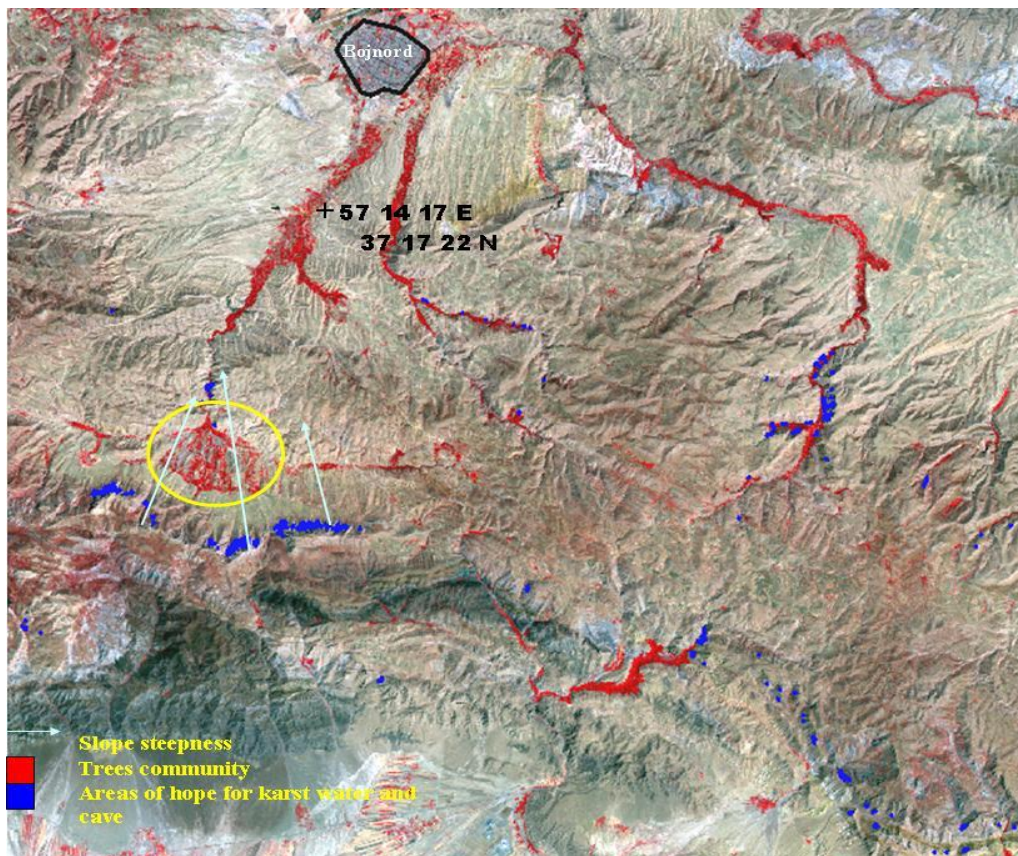 Bojnord
+ 57 14 17 E
37 17 22 N
Slope steepness
Trees community
Areas of hope for karst water and
cave